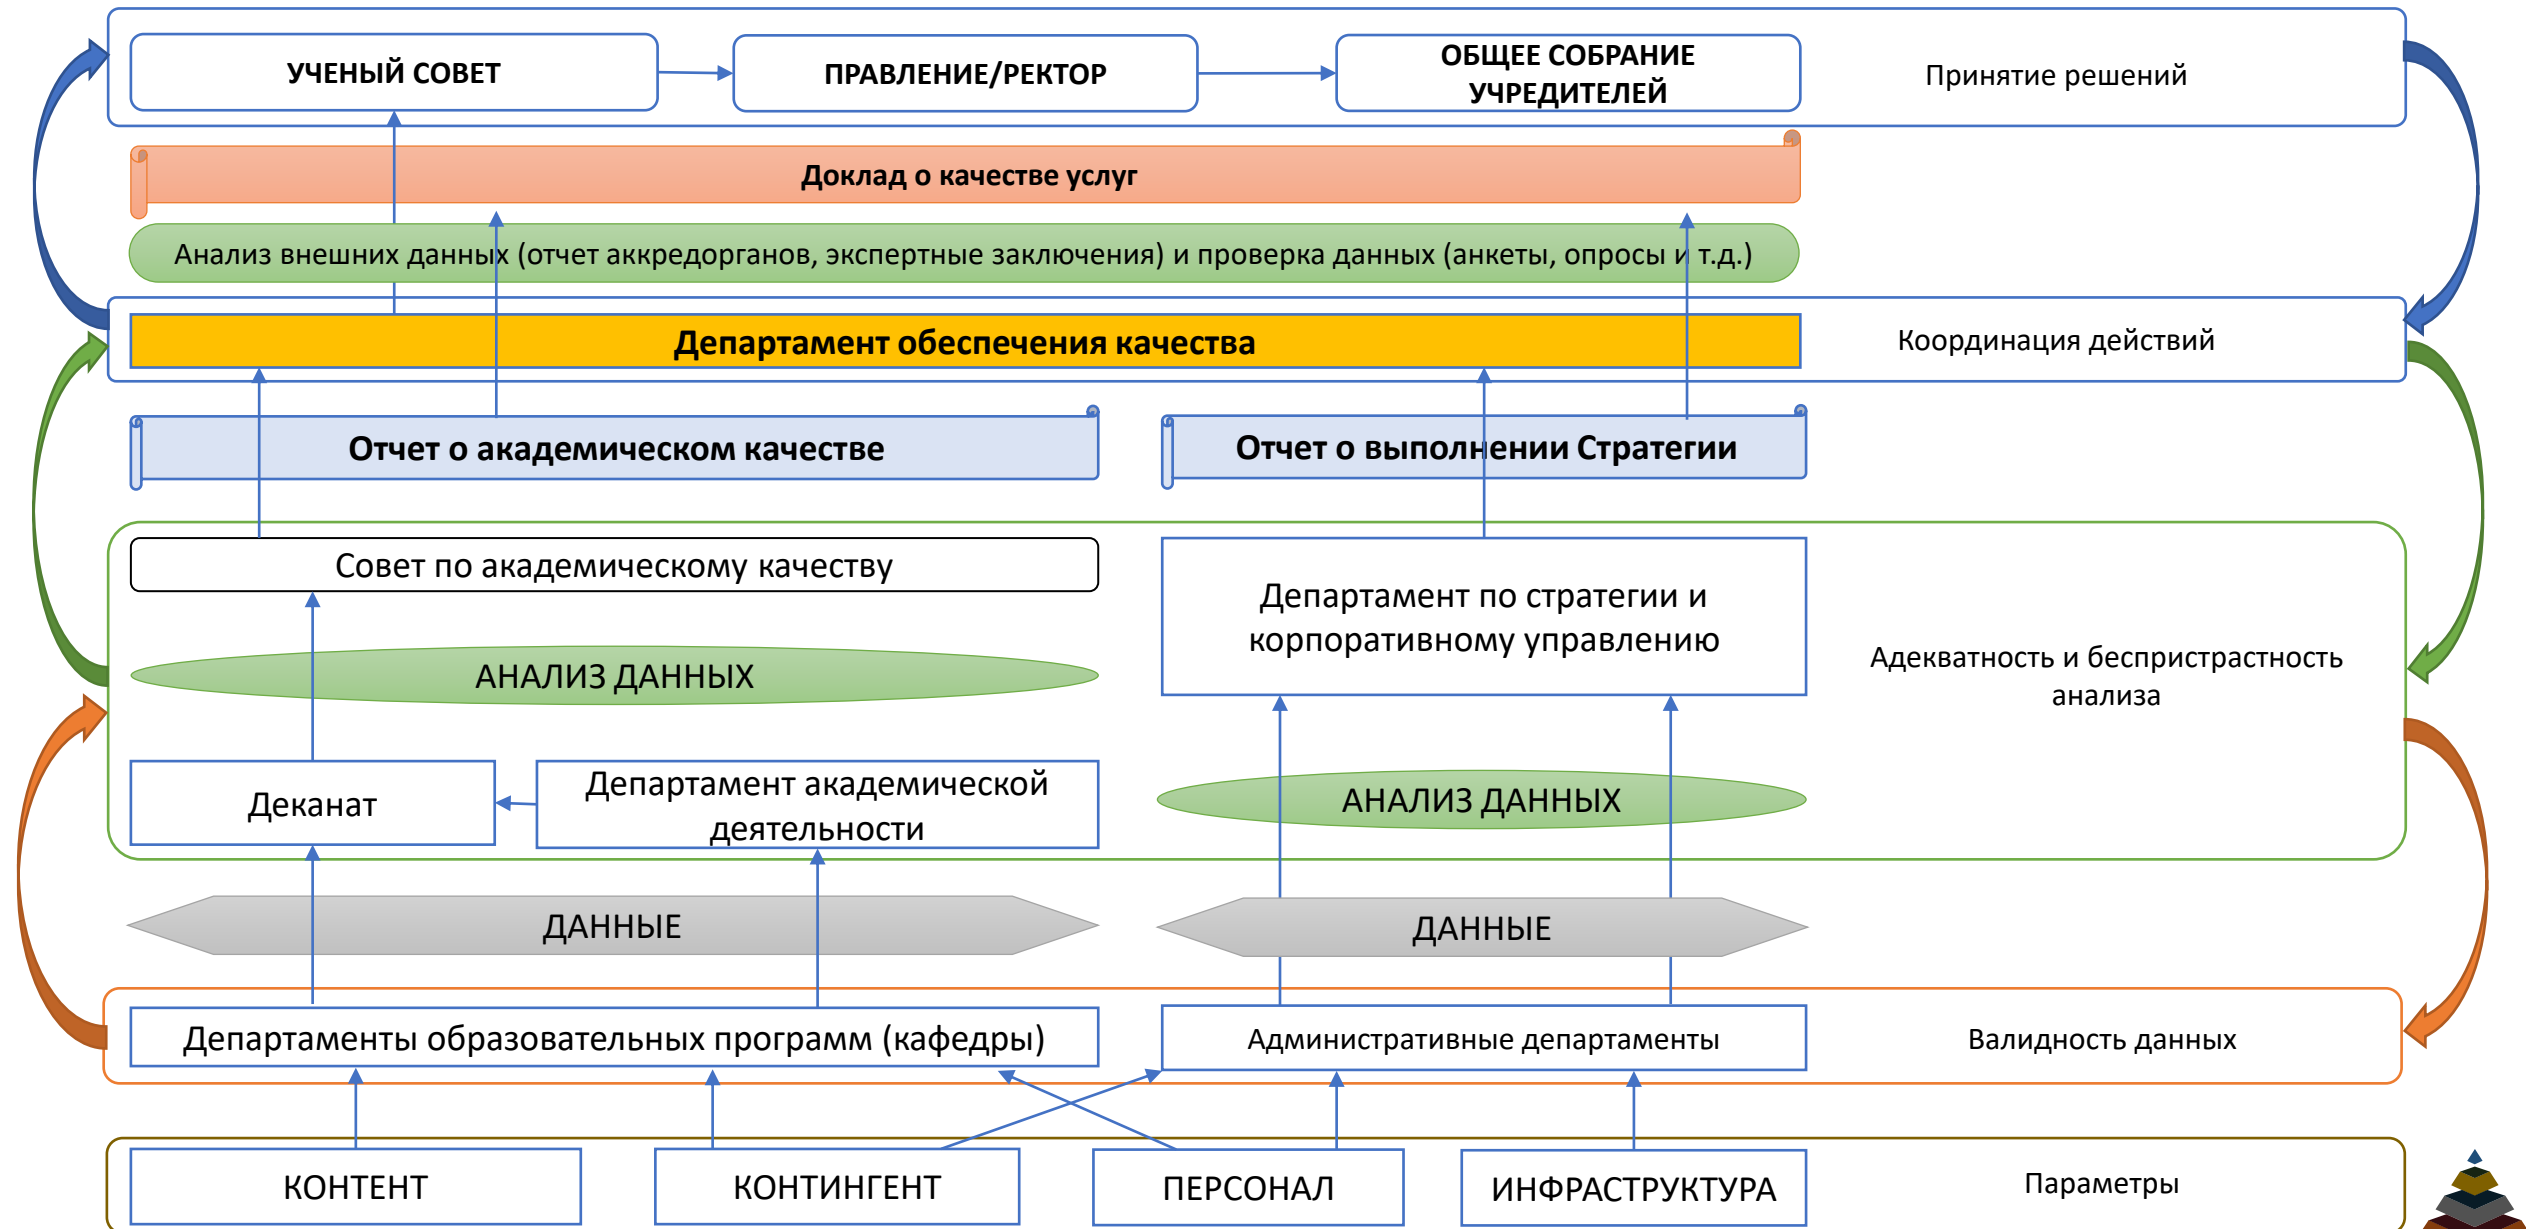 УЧЕНЫЙ СОВЕТ
ПРАВЛЕНИЕ/РЕКТОР
ОБЩЕЕ СОБРАНИЕ
УЧРЕДИТЕЛЕЙ
Принятие решений
Доклад о качестве услуг
Анализ внешних данных (отчет аккредорганов, экспертные заключения) и проверка данных (анкеты, опросы и т.д.)
Департамент обеспечения качества
Координация действий
Отчет о академическом качестве
Отчет о выполнении Стратегии
Совет по академическому качеству
Департамент по стратегии и
корпоративному управлению
АНАЛИЗ ДАННЫХ
Адекватность и беспристрастность
анализа
Деканат
Департамент академической
деятельности
АНАЛИЗ ДАННЫХ
ДАННЫЕ
ДАННЫЕ
Департаменты образовательных программ (кафедры)
Административные департаменты
Валидность данных
КОНТЕНТ
КОНТИНГЕНТ
ПЕРСОНАЛ
ИНФРАСТРУКТУРА
Параметры